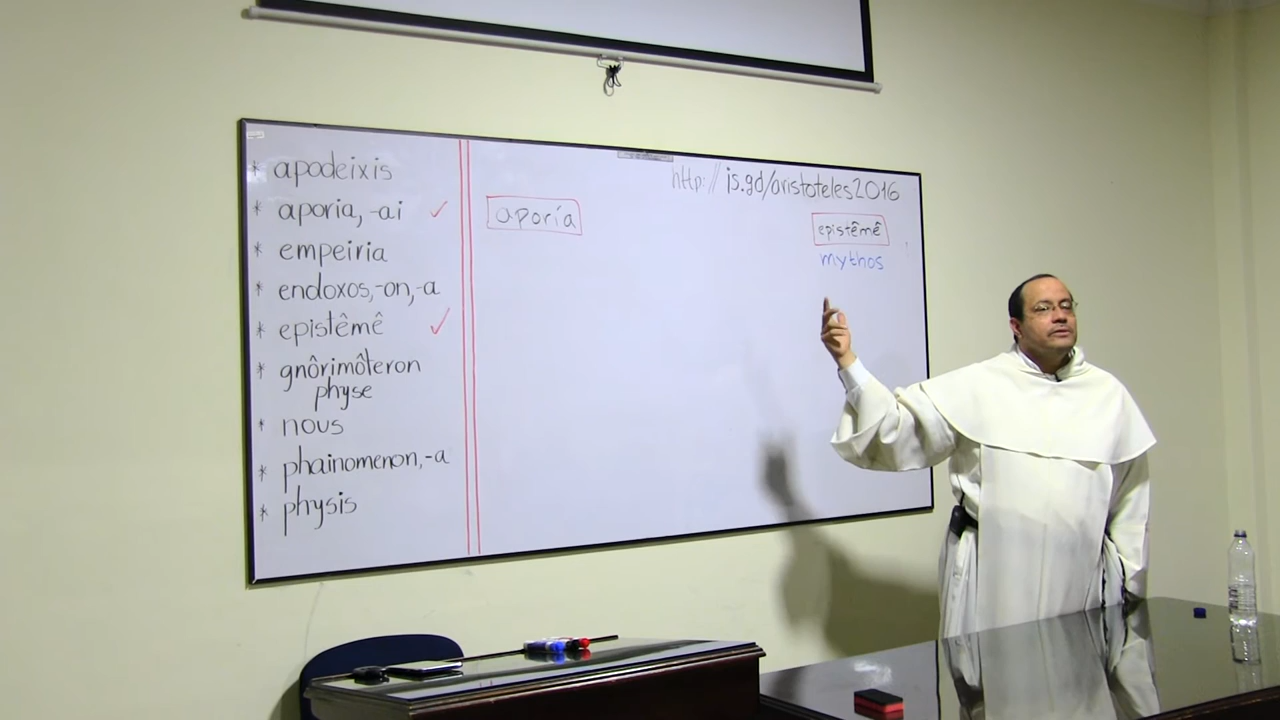 * apodeixis
* aporia, -ai ✓
* empeiria
* endoxos,-on,-a
* epistêmê ✓
* gnôrimôteron
physe
* nous
* phainomenon,-a
* physis
aporía
http://is.gd/aristoteles2016
epistêmê
mythos